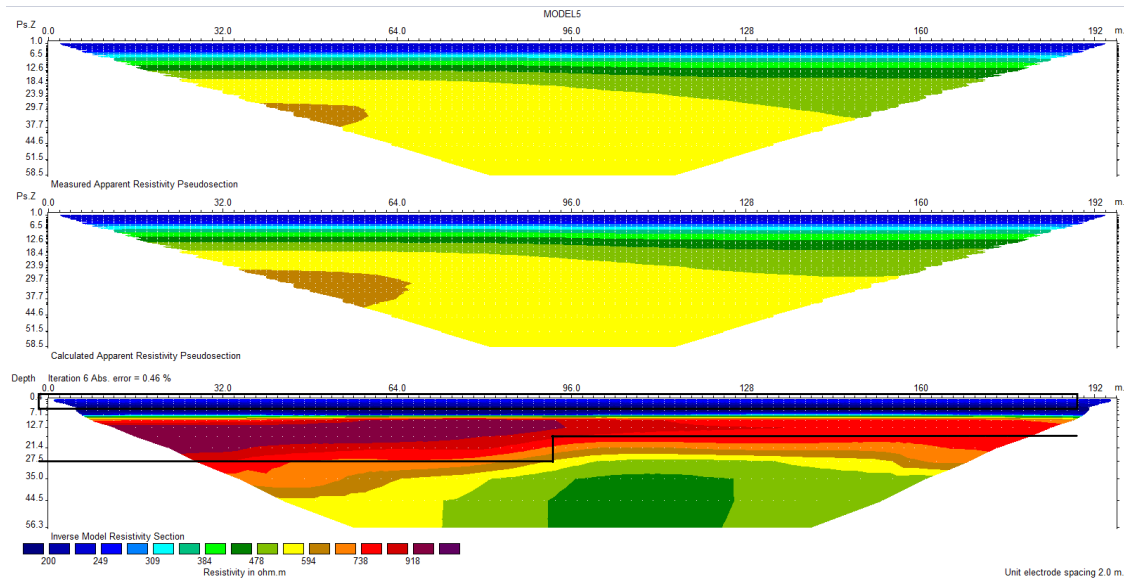 MODEL5
Ps.Z 0.0 32.0 64.0 96.0 128 160 192 m.
1.0
6.5
12.6
18.4
23.9
29.7
37.7
44.6
51.5
58.5
Measured Apparent Resistivity Pseudosection
Ps.Z 0.0 32.0 64.0 96.0 128 160 192 m.
1.0
6.5
12.6
18.4
23.9
29.7
37.7
44.6
51.5
58.5
Calculated Apparent Resistivity Pseudosection
Depth Iteration 6 Abs. error = 0.46 %
0.0 32.0 64.0 96.0 128 160 192 m.
7.1
12.7
21.4
27.5
35.0
44.5
56.3
Inverse Model Resistivity Section
200 249 309 384 478 594 738 918
Resistivity in ohm.m
Unit electrode spacing 2.0 m.